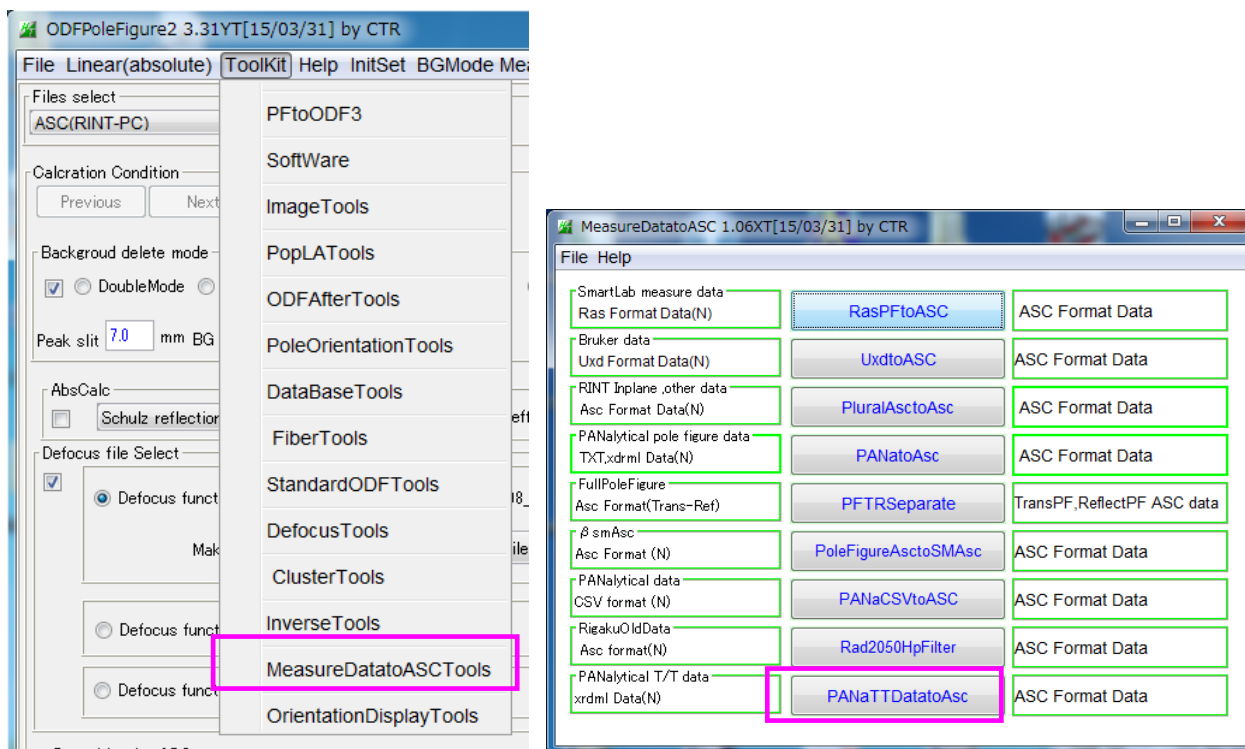 ODFPoleFigure2 3.31YT[15/03/31] by CTR
File Linear(absolute) ToolKit Help InitSet BGMode Mea
Files select
ASC(RINT-PC)
Calcration Condition
Previous Next
Backgroud delete mode
DoubleMode
Peak slit 7.0 mm BG
AbsCalc
Schulz reflection
Defocus file Select
Defocus funct
Mak
Defocus funct
Defocus funct
PFtoODF3
SoftWare
ImageTools
PopLATools
ODFAfterTools
PoleOrientationTools
DataBaseTools
FiberTools
StandardODFTools
DefocusTools
ClusterTools
InverseTools
MeasureDatatoASCTools
OrientationDisplayTools
MeasureDatatoASC 1.06XT[15/03/31] by CTR
File Help
SmartLab measure data
Ras Format Data(N) RasPFtoASC ASC Format Data
Bruker data
Uxd Format Data(N) UxdtoASC ASC Format Data
RINT Inplane ,other data
Asc Format Data(N) PluralAsctoAsc ASC Format Data
PANalytical pole figure data
TXT,xdrml Data(N) PANatoAsc ASC Format Data
FullPoleFigure
Asc Format(Trans-Ref) PFTRSeparate TransPF,ReflectPF ASC data
βsmAsc
Asc Format (N) PoleFigureAsctoSMAsc ASC Format Data
PANalytical data
CSV format (N) PANaCSVtoASC ASC Format Data
RigakuOldData
Asc format(N) Rad2050HpFilter ASC Format Data
PANalytical T/T data
xrdml Data(N) PANaTTDatatoAsc ASC Format Data